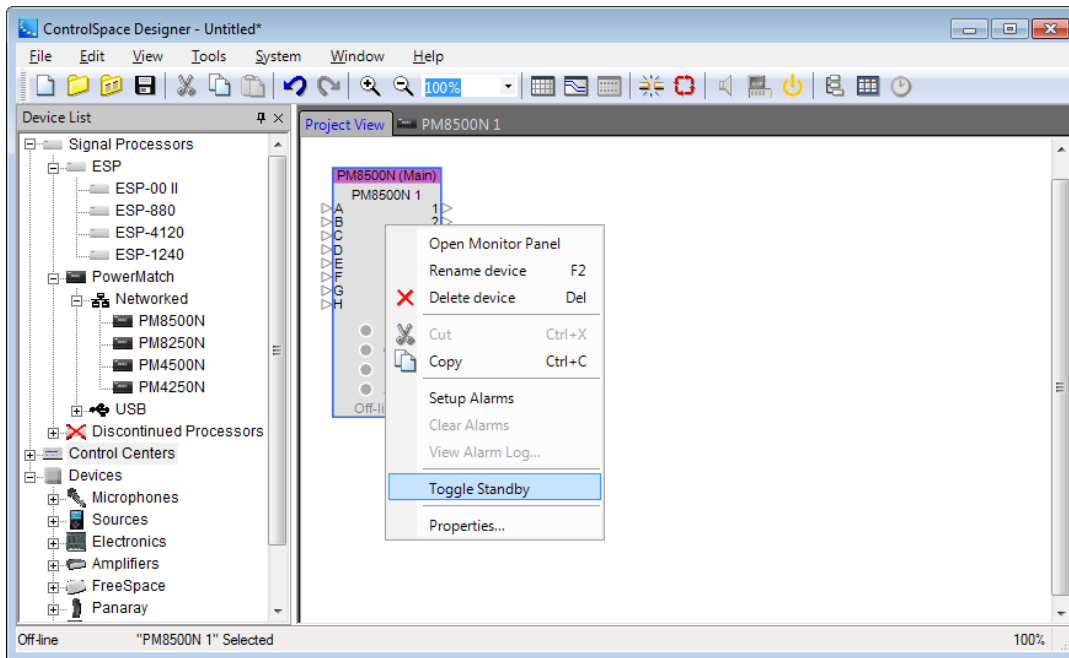 ControlSpace Designer - Untitled*
File Edit View Tools System Window Help
100%
Device List
Signal Processors
ESP
ESP-00 II
ESP-880
ESP-4120
ESP-1240
PowerMatch
Networked
PM8500N
PM8250N
PM4500N
PM4250N
USB
Discontinued Processors
Control Centers
Devices
Microphones
Sources
Electronics
Amplifiers
FreeSpace
Panaray
Project View PM8500N 1
PM8500N (Main)
PM8500N 1
A 1
B 2
C
D
E
F
G
H
Off-li
Open Monitor Panel
Rename device F2
Delete device Del
Cut Ctrl+X
Copy Ctrl+C
Setup Alarms
Clear Alarms
View Alarm Log...
Toggle Standby
Properties...
Off-line "PM8500N 1" Selected 100%